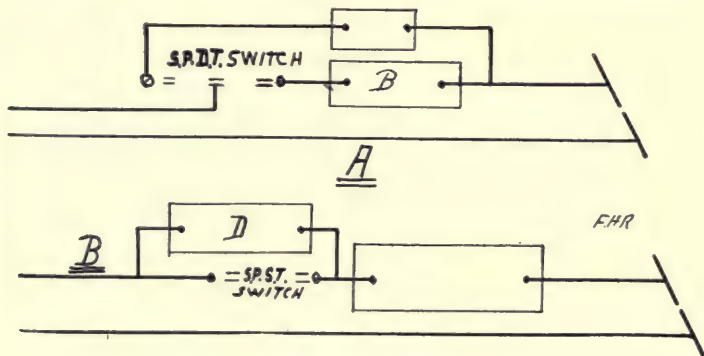 S.P.D.T. SWITCH
B
A
D
F.H.R
B
S.P.S.T.
SWITCH